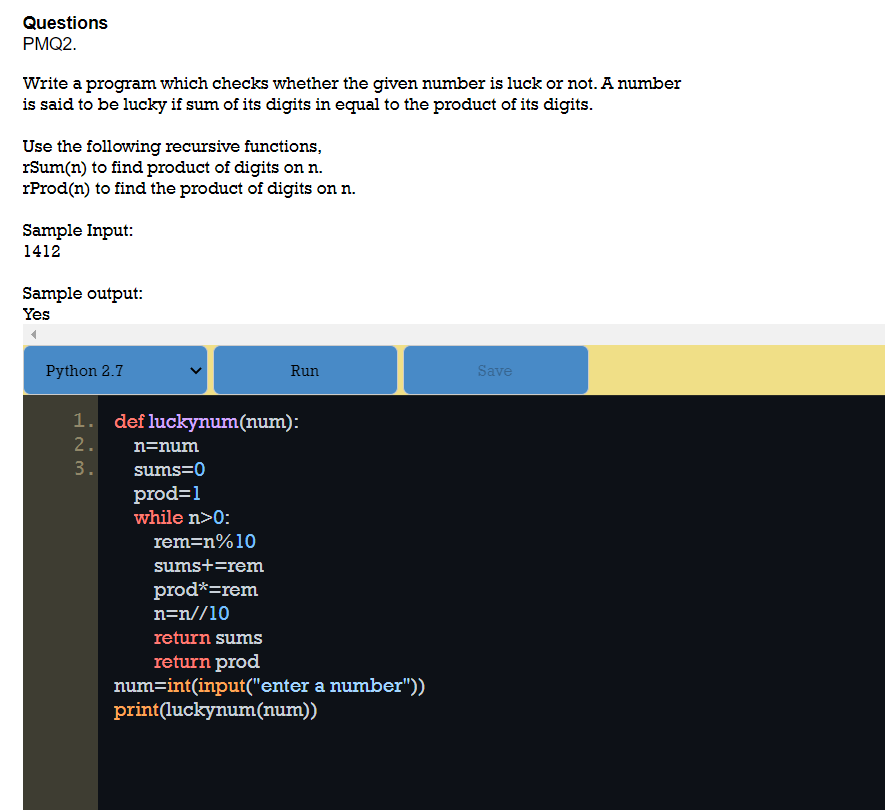 Questions
PMQ2.
Write a program which checks whether the given number is luck or not. A number
is said to be lucky if sum of its digits in equal to the product of its digits.
Use the following recursive functions,
rSum(n) to find product of digits on n.
rProd(n) to find the product of digits on n.
Sample Input:
1412
Sample output:
Yes
Python 2.7 Run Save
1. def luckynum(num):
2. n=num
3. sums=0
prod=1
while n>0:
rem=n%10
sums+=rem
prod*=rem
n=n//10
return sums
return prod
num=int(input("enter a number"))
print(luckynum(num))